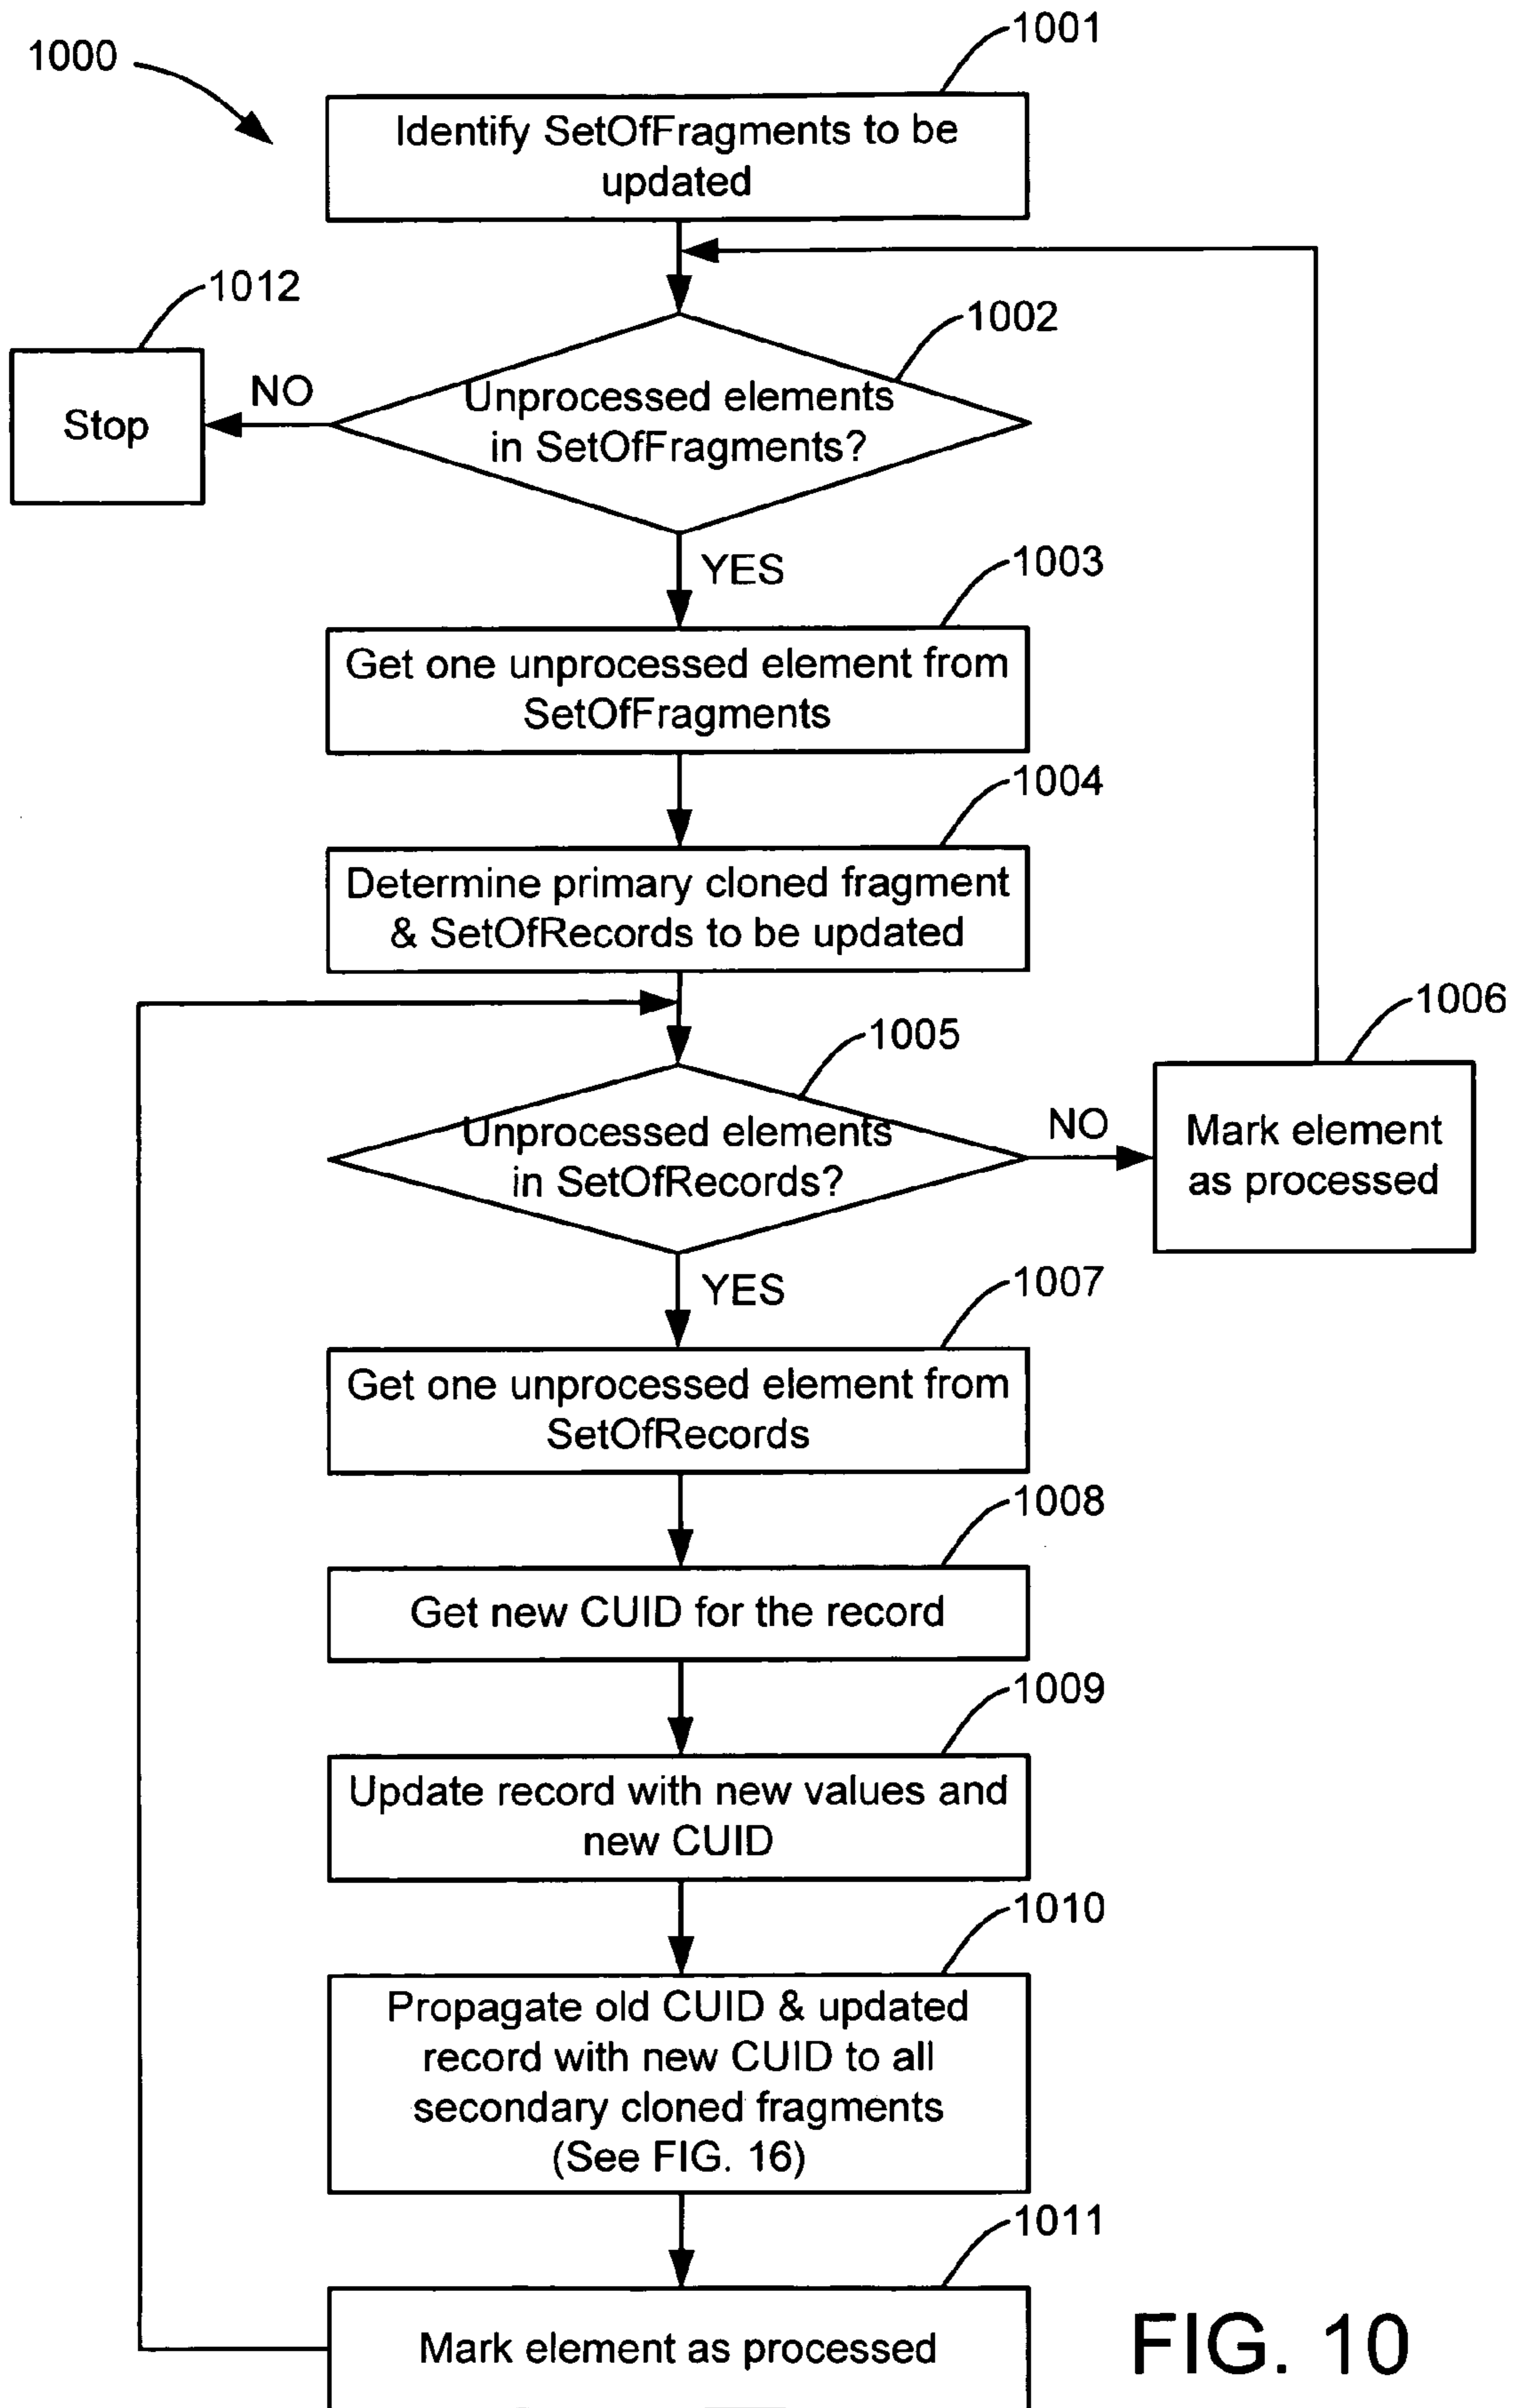 1000
1001
Identify SetOfFragments to be
updated
1012
Stop
NO
1002
Unprocessed elements
in SetOfFragments?
YES
1003
Get one unprocessed element from
SetOfFragments
1004
Determine primary cloned fragment
& SetOfRecords to be updated
1005
Unprocessed elements
in SetOfRecords?
NO
1006
Mark element
as processed
YES
1007
Get one unprocessed element from
SetOfRecords
1008
Get new CUID for the record
1009
Update record with new values and
new CUID
1010
Propagate old CUID & updated
record with new CUID to all
secondary cloned fragments
(See FIG. 16)
1011
Mark element as processed
FIG. 10